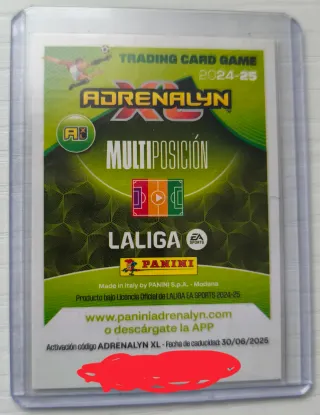 TRADING CARD GAME
2024-25
ADRENALYN
XL
MULTIPOSICIÓN
LALIGA EA SPORTS
PANINI
Made in Italy by PANINI S.p.A. - Modena
Producto bajo Licencia Oficial de LALIGA EA SPORTS 2024-25
www.paniniadrenalyn.com
o descárgate la APP
Activación código ADRENALYN XL - Fecha de caducidad: 30/06/2025